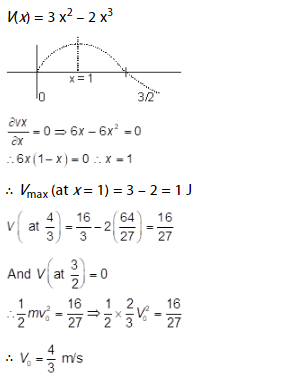 V(x) = 3 x² – 2 x³
x = 1
0
3/2
∂vx/∂x = 0 ⇒ 6x – 6x² = 0
∴ 6x(1–x) = 0 ∴ x = 1
∴ Vmax (at x = 1) = 3 – 2 = 1 J
V(at 4/3) = 16/3 – 2(64/27) = 16/27
And V(at 3/2) = 0
∴ 1/2 mv₀² = 16/27 ⇒ 1/2 × 2/3 V₀² = 16/27
∴ V₀ = 4/3 m/s